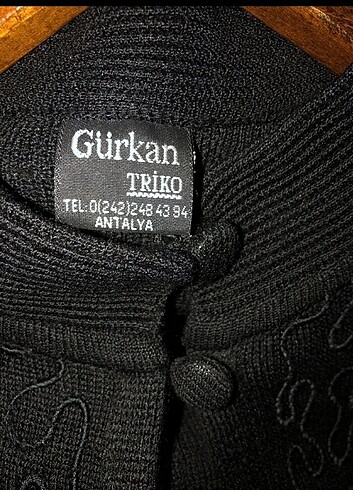 Gürkan
TRİKO
TEL:0(242)248 43 94
ANTALYA